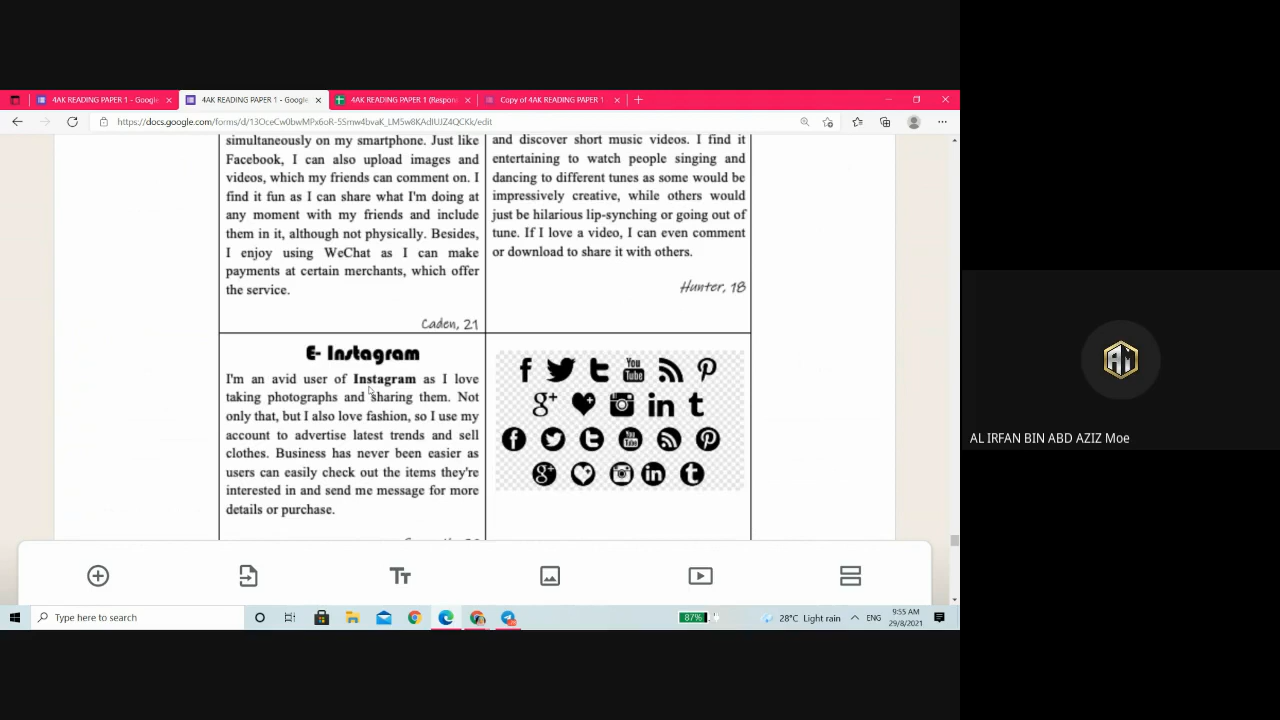 4AK READING PAPER 1 - Google
4AK READING PAPER 1 - Google
4AK READING PAPER 1 (Respon
Copy of 4AK READING PAPER 1
simultaneously on my smartphone. Just like
Facebook, I can also upload images and
videos, which my friends can comment on. I
find it fun as I can share what I'm doing at
any moment with my friends and include
them in it, although not physically. Besides,
I enjoy using WeChat as I can make
payments at certain merchants, which offer
the service.
Caden, 21
and discover short music videos. I find it
entertaining to watch people singing and
dancing to different tunes as some would be
impressively creative, while others would
just be hilarious lip-synching or going out of
tune. If I love a video, I can even comment
or download to share it with others.
Hunter, 18
E- Instagram
I'm an avid user of Instagram as I love
taking photographs and sharing them. Not
only that, but I also love fashion, so I use my
account to advertise latest trends and sell
clothes. Business has never been easier as
users can easily check out the items they're
interested in and send me message for more
details or purchase.
You Tube
AL IRFAN BIN ABD AZIZ Moe
Type here to search
87%
28°C Light rain
ENG
9:55 AM
29/8/2021